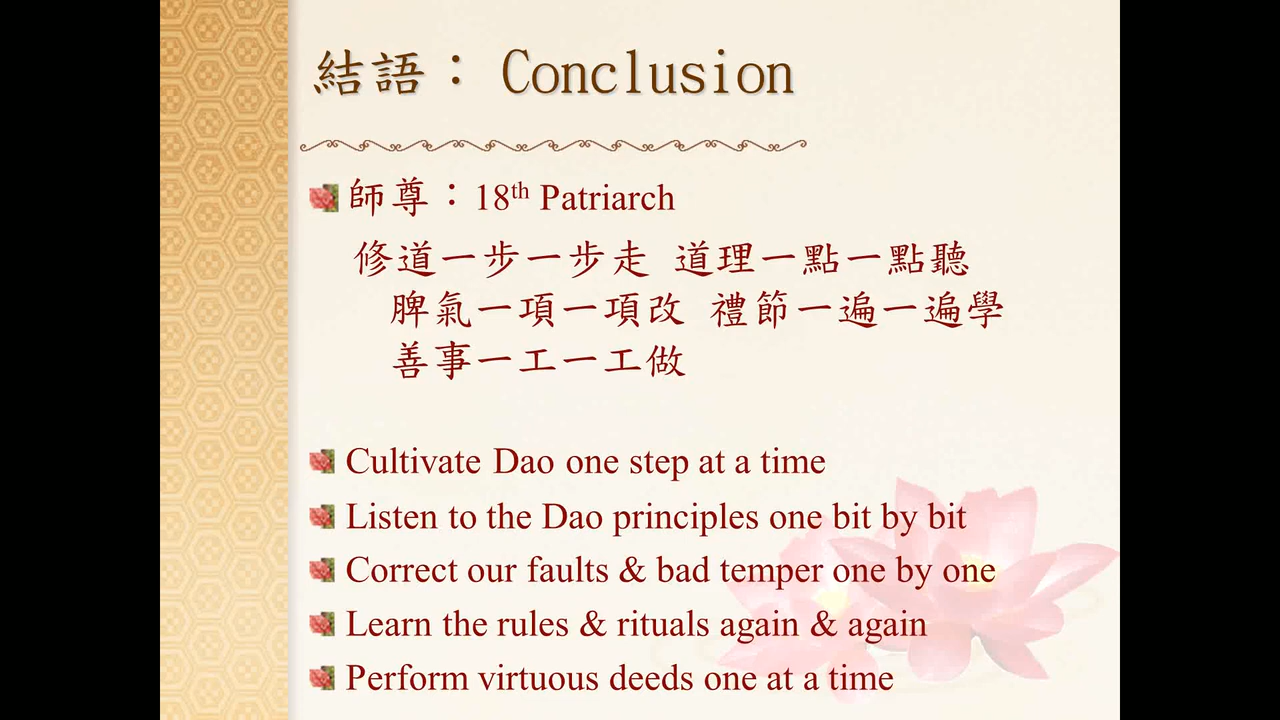 結語： Conclusion
師尊：18th Patriarch
修道一步一步走 道理一點一點聽
脾氣一項一項改 禮節一遍一遍學
善事一工一工做
Cultivate Dao one step at a time
Listen to the Dao principles one bit by bit
Correct our faults & bad temper one by one
Learn the rules & rituals again & again
Perform virtuous deeds one at a time